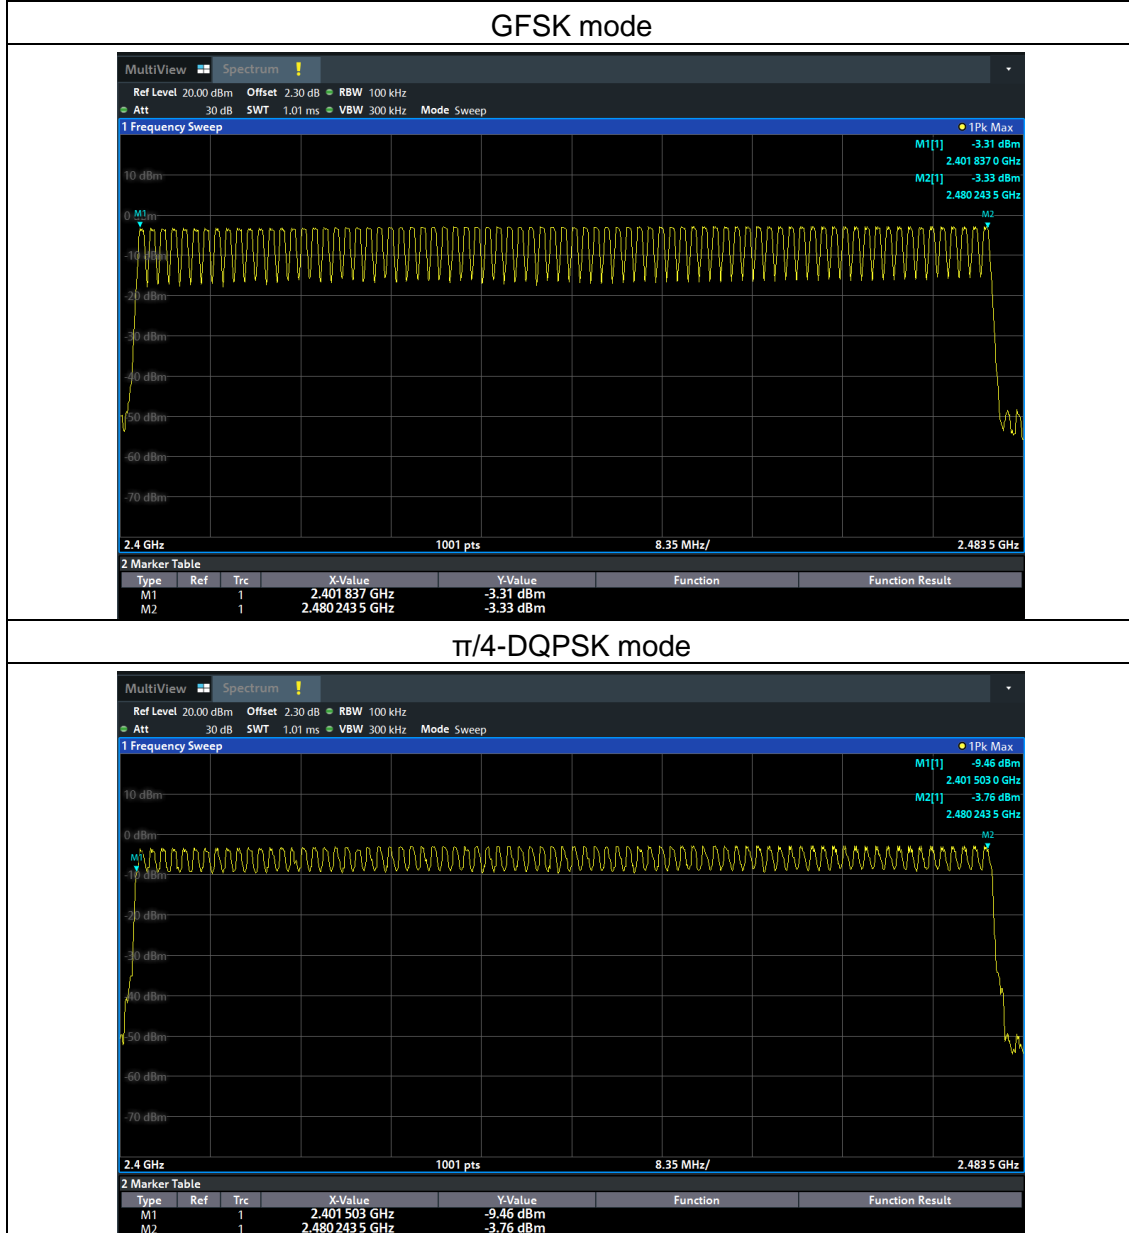 GFSK mode
MultiView Spectrum !
Ref Level 20.00 dBm Offset 2.30 dB RBW 100 kHz
Att 30 dB SWT 1.01 ms VBW 300 kHz Mode Sweep
1 Frequency Sweep 1Pk Max
M1[1] -3.31 dBm
2.401 837 0 GHz
10 dBm M2[1] -3.33 dBm
2.480 243 5 GHz
0 dBm M1 M2
-10 dBm
-20 dBm
-30 dBm
-40 dBm
-50 dBm
-60 dBm
-70 dBm
2.4 GHz 1001 pts 8.35 MHz/ 2.483 5 GHz
2 Marker Table
Type Ref Trc X-Value Y-Value Function Function Result
M1 1 2.401 837 GHz -3.31 dBm
M2 1 2.480 243 5 GHz -3.33 dBm
π/4-DQPSK mode
MultiView Spectrum !
Ref Level 20.00 dBm Offset 2.30 dB RBW 100 kHz
Att 30 dB SWT 1.01 ms VBW 300 kHz Mode Sweep
1 Frequency Sweep 1Pk Max
M1[1] -9.46 dBm
2.401 503 0 GHz
10 dBm M2[1] -3.76 dBm
2.480 243 5 GHz
0 dBm M2
M1
-10 dBm
-20 dBm
-30 dBm
-40 dBm
-50 dBm
-60 dBm
-70 dBm
2.4 GHz 1001 pts 8.35 MHz/ 2.483 5 GHz
2 Marker Table
Type Ref Trc X-Value Y-Value Function Function Result
M1 1 2.401 503 GHz -9.46 dBm
M2 1 2.480 243 5 GHz -3.76 dBm